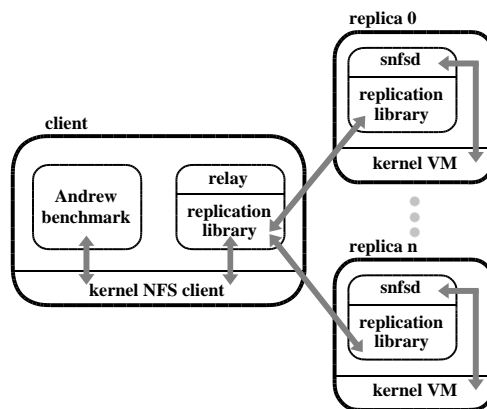 replica 0
snfsd
replication
library
kernel VM
client
Andrew
benchmark
relay
replication
library
kernel NFS client
replica n
snfsd
replication
library
kernel VM